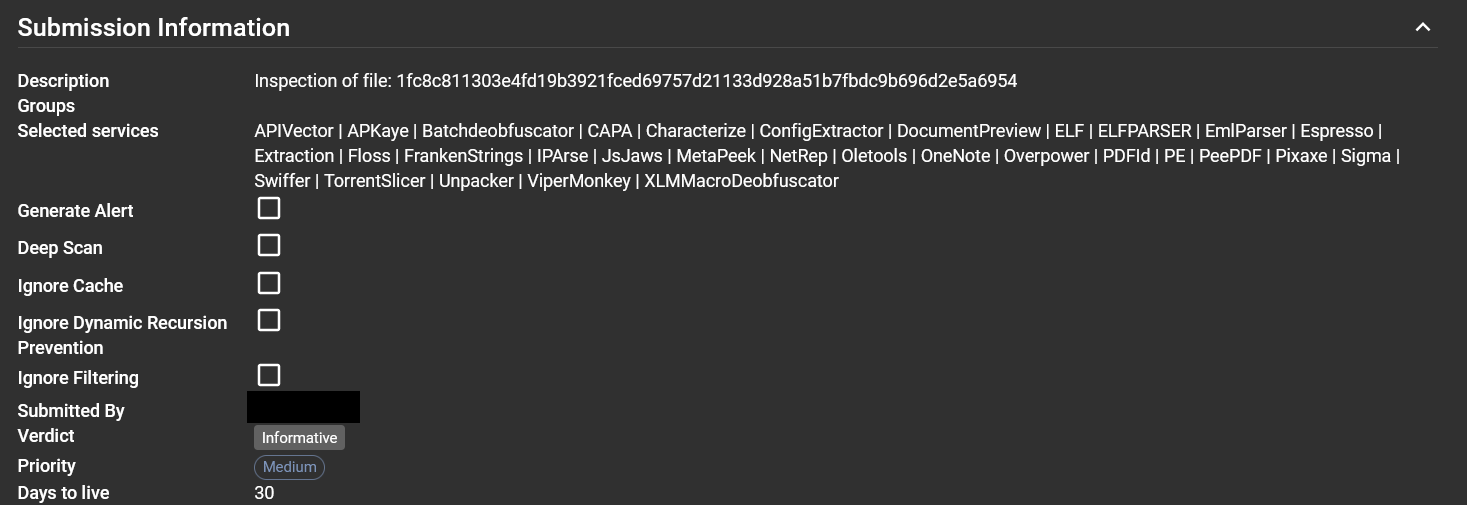 Submission Information
Description Inspection of file: 1fc8c811303e4fd19b3921fced69757d21133d928a51b7fbdc9b696d2e5a6954
Groups
Selected services APIVector | APKaye | Batchdeobfuscator | CAPA | Characterize | ConfigExtractor | DocumentPreview | ELF | ELFPARSER | EmlParser | Espresso |
Extraction | Floss | FrankenStrings | IPArse | JsJaws | MetaPeek | NetRep | Oletools | OneNote | Overpower | PDFId | PE | PeePDF | Pixaxe | Sigma |
Swiffer | TorrentSlicer | Unpacker | ViperMonkey | XLMMacroDeobfuscator
Generate Alert
Deep Scan
Ignore Cache
Ignore Dynamic Recursion
Prevention
Ignore Filtering
Submitted By
Verdict Informative
Priority Medium
Days to live 30